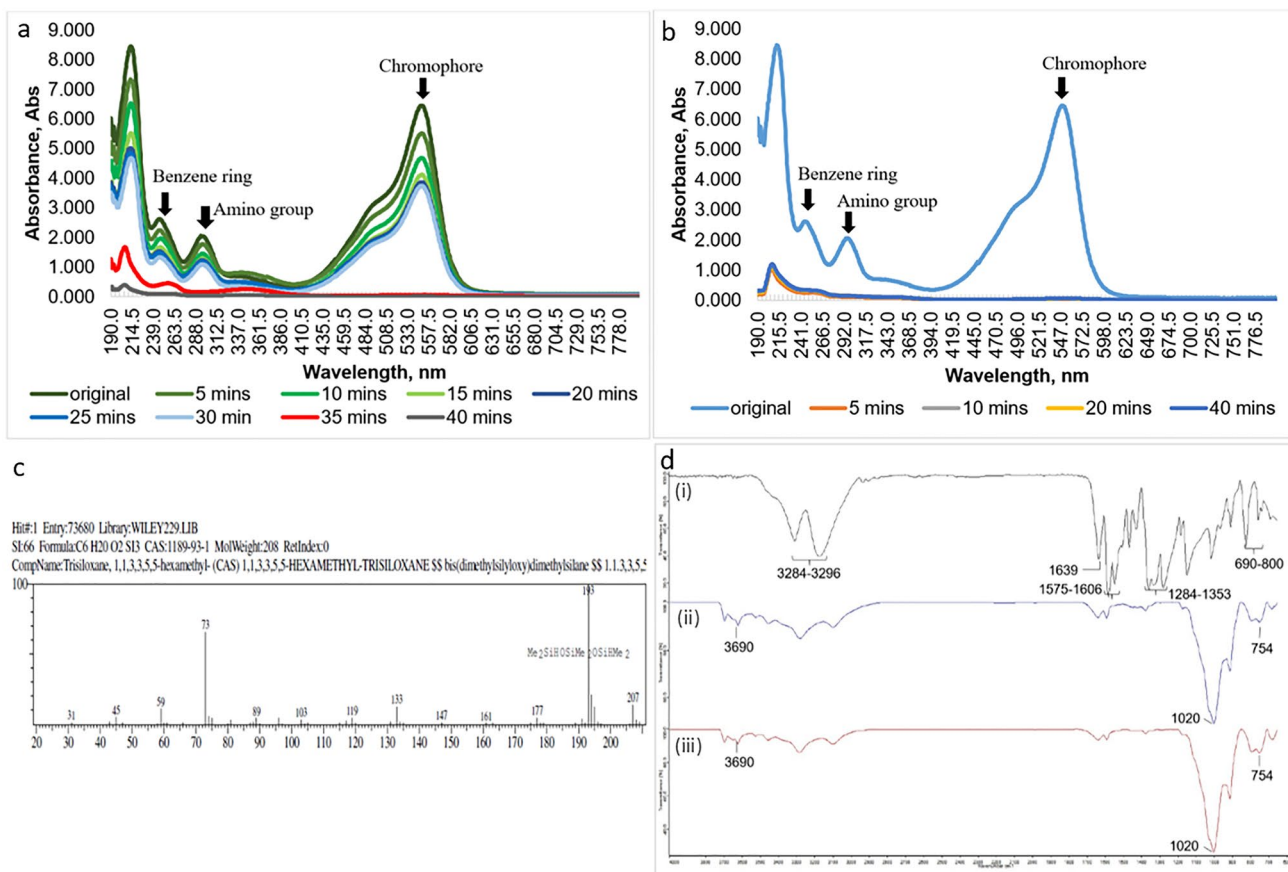 a
9.000
8.000
7.000
6.000
5.000
4.000
3.000
2.000
1.000
0.000
Absorbance, Abs
Chromophore
Benzene ring
Amino group
190.0 214.5 239.0 263.5 288.0 312.5 337.0 361.5 386.0 410.5 435.0 459.5 484.0 508.5 533.0 557.5 582.0 606.5 631.0 655.5 680.0 704.5 729.0 753.5 778.0
Wavelength, nm
original 5 mins 10 mins 15 mins 20 mins
25 mins 30 min 35 mins 40 mins
b
9.000
8.000
7.000
6.000
5.000
4.000
3.000
2.000
1.000
0.000
Absorbance, Abs
Chromophore
Benzene ring
Amino group
190.0 215.5 241.0 266.5 292.0 317.5 343.0 368.5 394.0 419.5 445.0 470.5 496.0 521.5 547.0 572.5 598.0 623.5 649.0 674.5 700.0 725.5 751.0 776.5
Wavelength, nm
original 5 mins 10 mins 20 mins 40 mins
c
Hit#:1 Entry:73680 Library:WILEY229.LIB
SI:66 Formula:C6 H20 O2 SI3 CAS:1189-93-1 MolWeight:208 RetIndex:0
CompName:Trisiloxane, 1,1,3,3,5,5-hexamethyl- (CAS) 1,1,3,3,5,5-HEXAMETHYL-TRISILOXANE $$ bis(dimethylsilyloxy)dimethylsilane $$ 1.1.3.3.5.5
100
193
73
Me2SiHOSiMe2OSiHMe2
31 45 59 89 103 119 133 147 161 177 207
20 30 40 50 60 70 80 90 100 110 120 130 140 150 160 170 180 190 200
d
(i)
3284-3296
1639
1575-1606
1284-1353
690-800
(ii)
3690
754
1020
(iii)
3690
754
1020